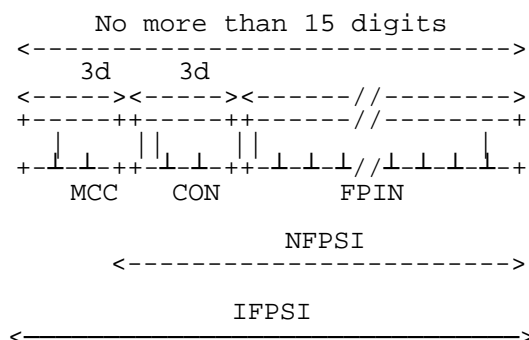 No more than 15 digits
<------------------------------->
3d 3d
<------><------><-------//------->
+------++------++-------//-------+
| || || |
+-┴-┴--++-┴-┴--++-┴-┴-┴-//┴-┴-┴-┴-+
MCC CON FPIN
NFPSI
<------------------------->
IFPSI
<————————————————>